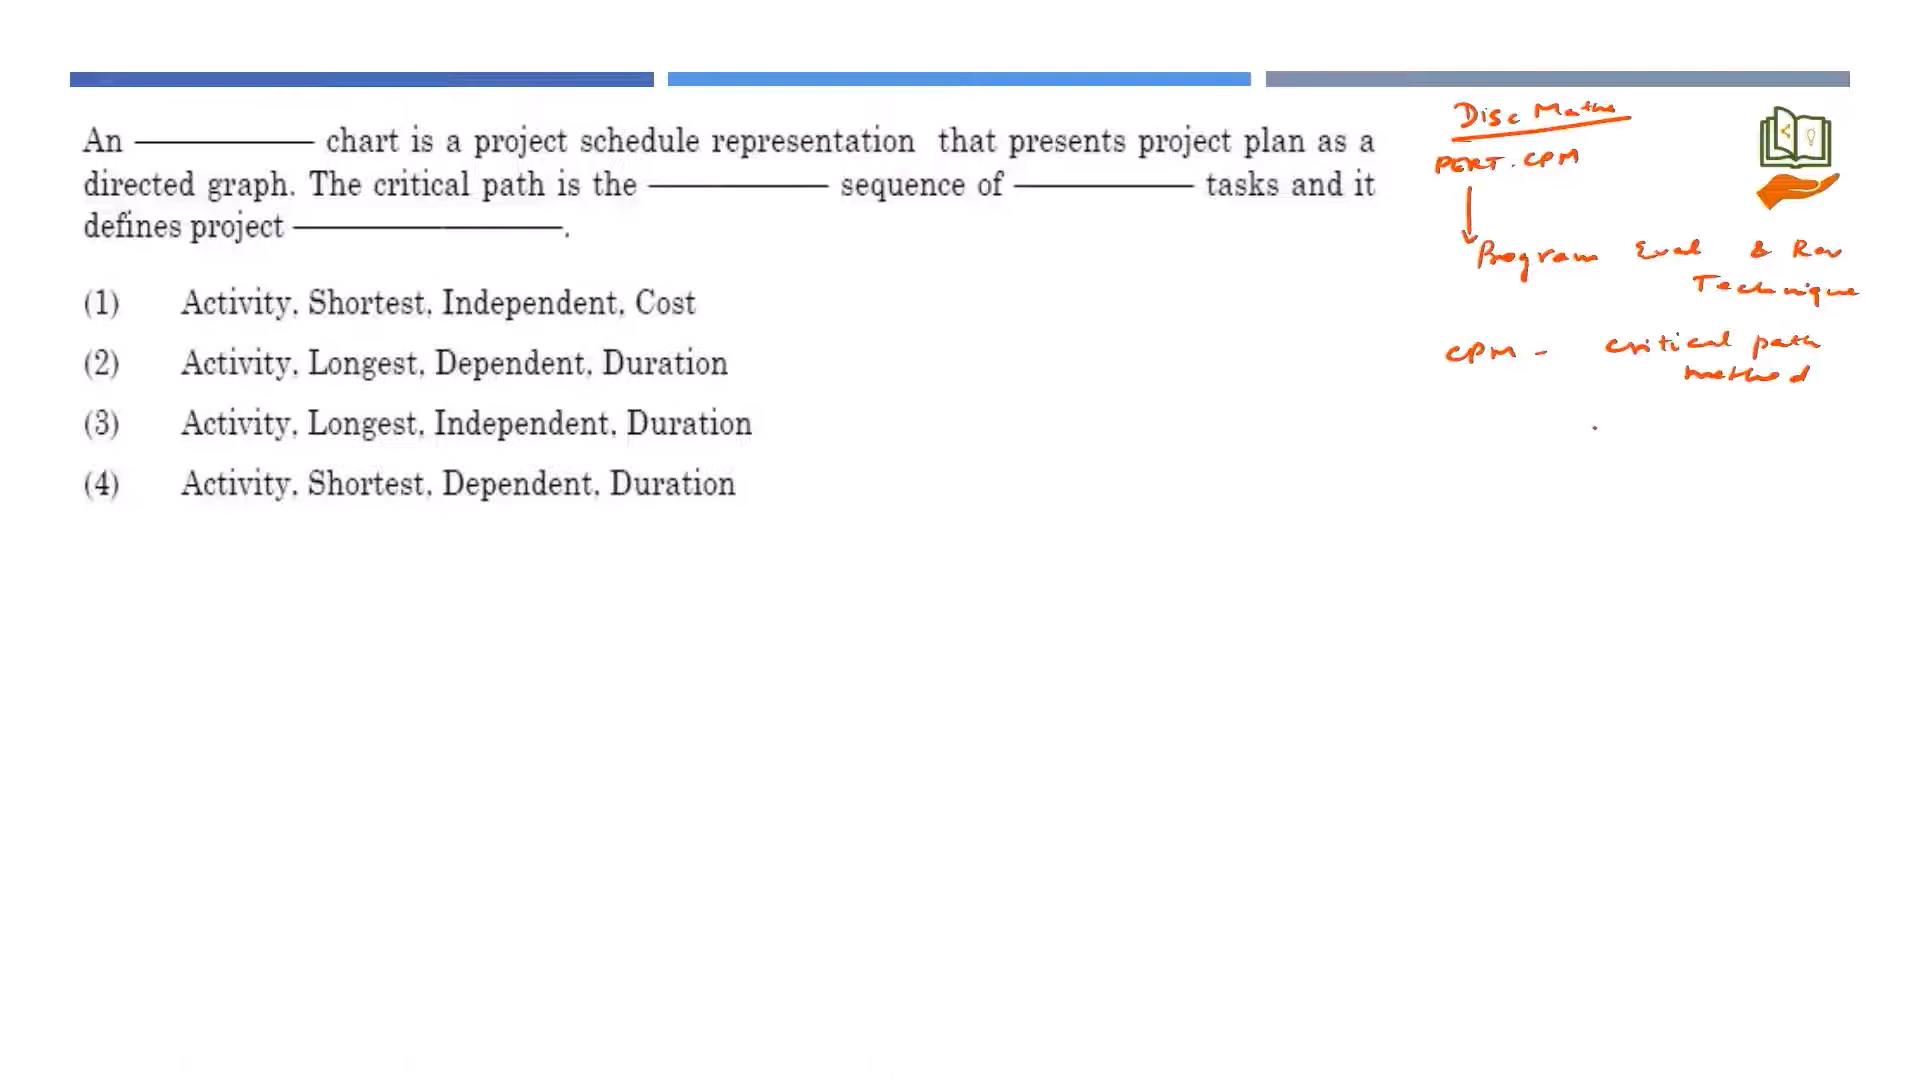 An ———— chart is a project schedule representation that presents project plan as a
directed graph. The critical path is the ———— sequence of ———— tasks and it
defines project ——————.
(1) Activity, Shortest, Independent, Cost
(2) Activity, Longest, Dependent, Duration
(3) Activity, Longest, Independent, Duration
(4) Activity, Shortest, Dependent, Duration
Disc Maths
PERT. CPM
Program Eval & Rev
Technique
CPM - critical path
method